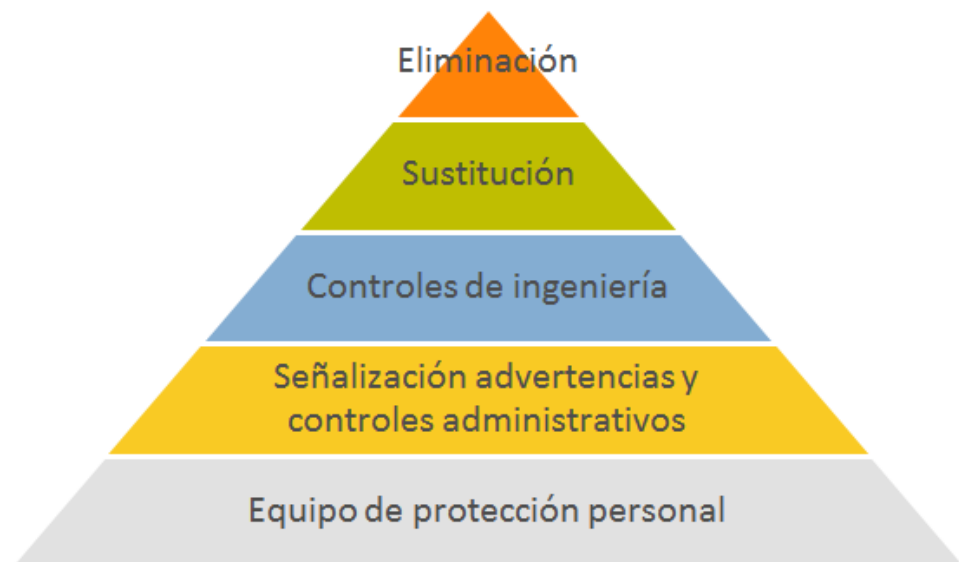 Eliminación
Sustitución
Controles de ingeniería
Señalización advertencias y
controles administrativos
Equipo de protección personal